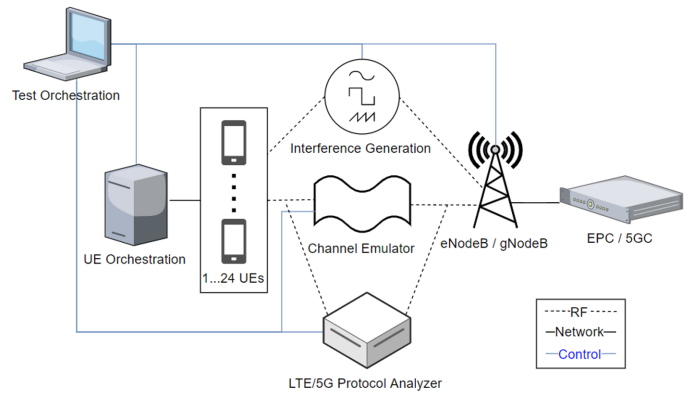 Test Orchestration
Interference Generation
UE Orchestration
1...24 UEs
Channel Emulator
eNodeB / gNodeB
EPC / 5GC
LTE/5G Protocol Analyzer
RF
Network
Control